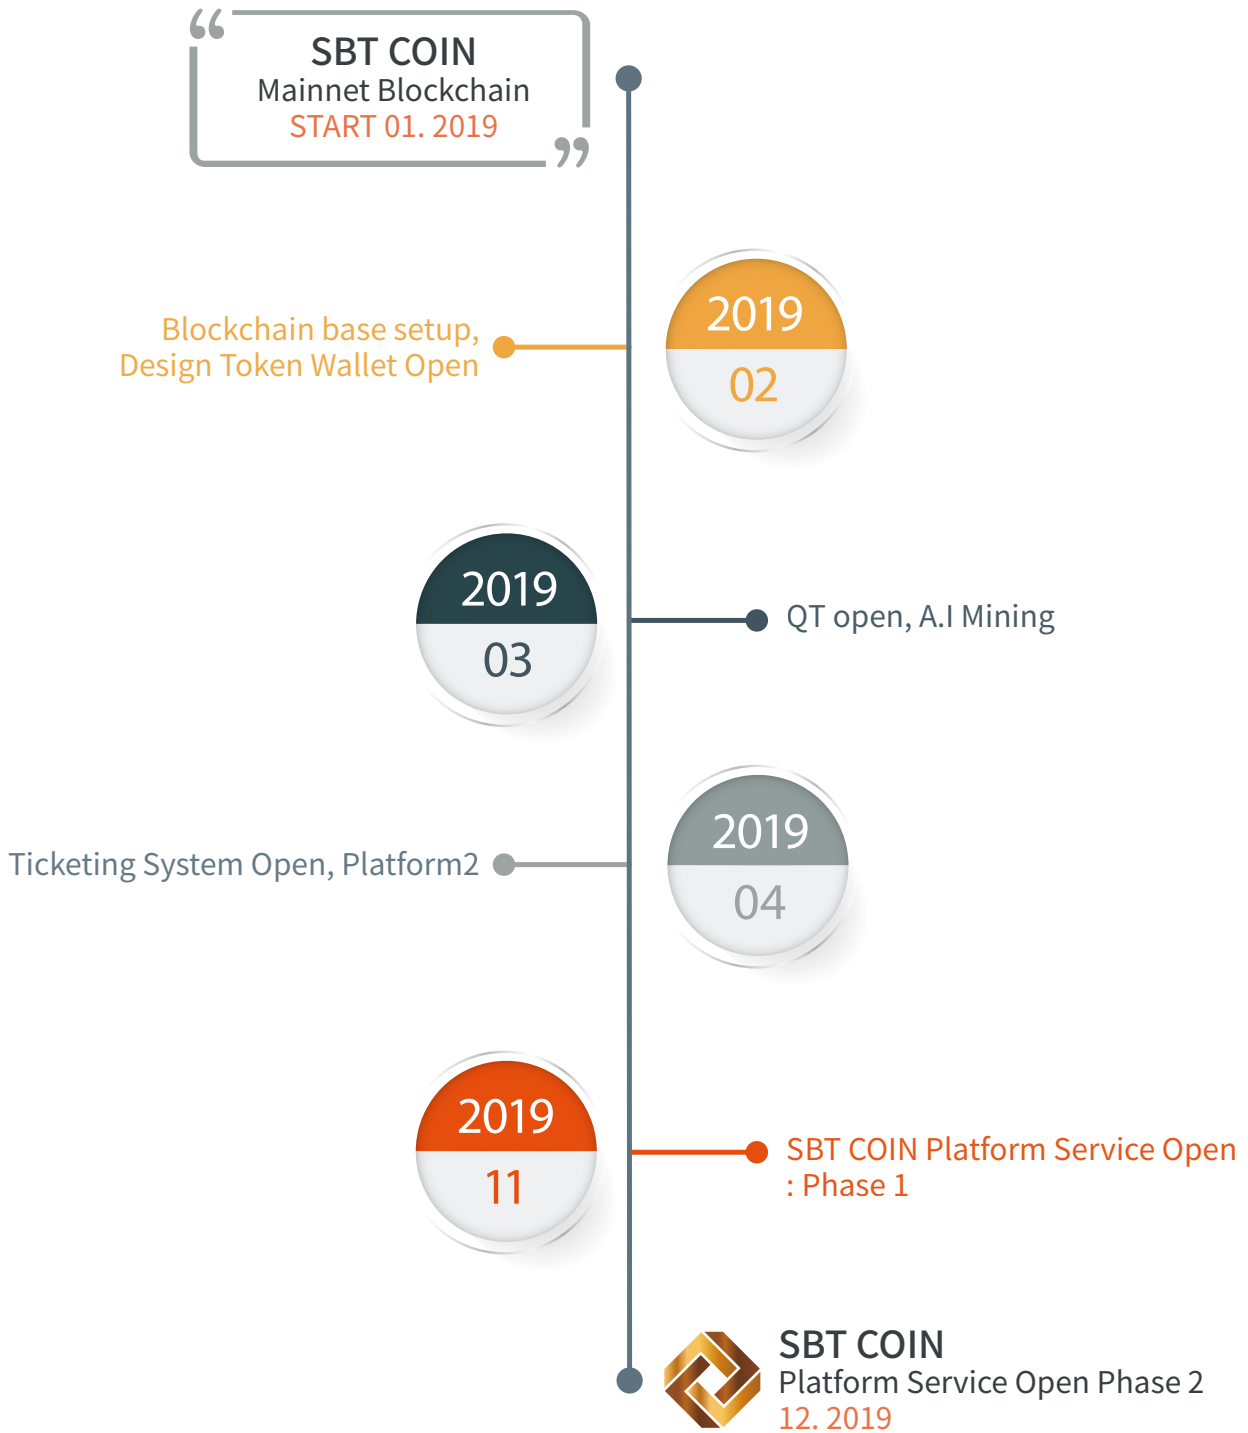 SBT COIN
Mainnet Blockchain
START 01. 2019
2019
02
Blockchain base setup,
Design Token Wallet Open
2019
03
QT open, A.I Mining
2019
04
Ticketing System Open, Platform2
2019
11
SBT COIN Platform Service Open
: Phase 1
SBT COIN
Platform Service Open Phase 2
12. 2019